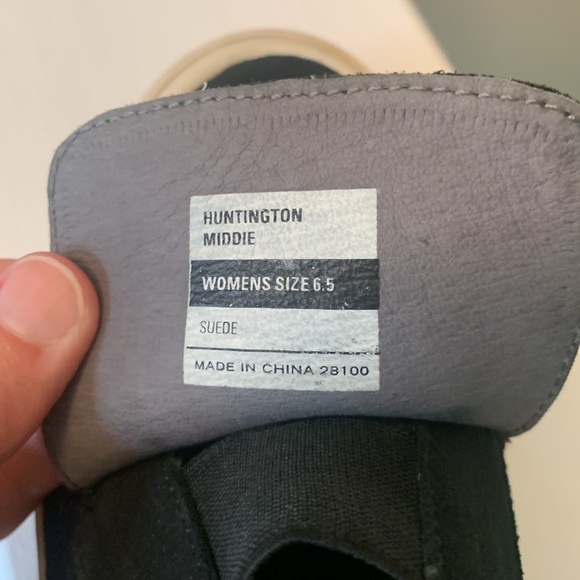 HUNTINGTON
MIDDIE
WOMENS SIZE 6.5
SUEDE
MADE IN CHINA 28100